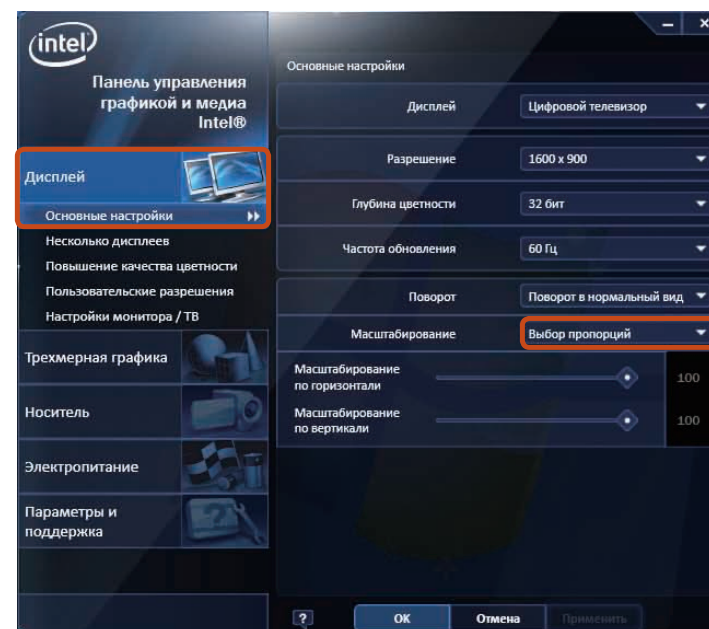 intel
Панель управления
графикой и медиа
Intel®
Дисплей
Основные настройки
Несколько дисплеев
Повышение качества цветности
Пользовательские разрешения
Настройки монитора / ТВ
Трехмерная графика
Носитель
Электропитание
Параметры и
поддержка
Основные настройки
Дисплей Цифровой телевизор
Разрешение 1600 x 900
Глубина цветности 32 бит
Частота обновления 60 Гц
Поворот Поворот в нормальный вид
Масштабирование Выбор пропорций
Масштабирование
по горизонтали 100
Масштабирование
по вертикали 100
? ОК Отмена Применить